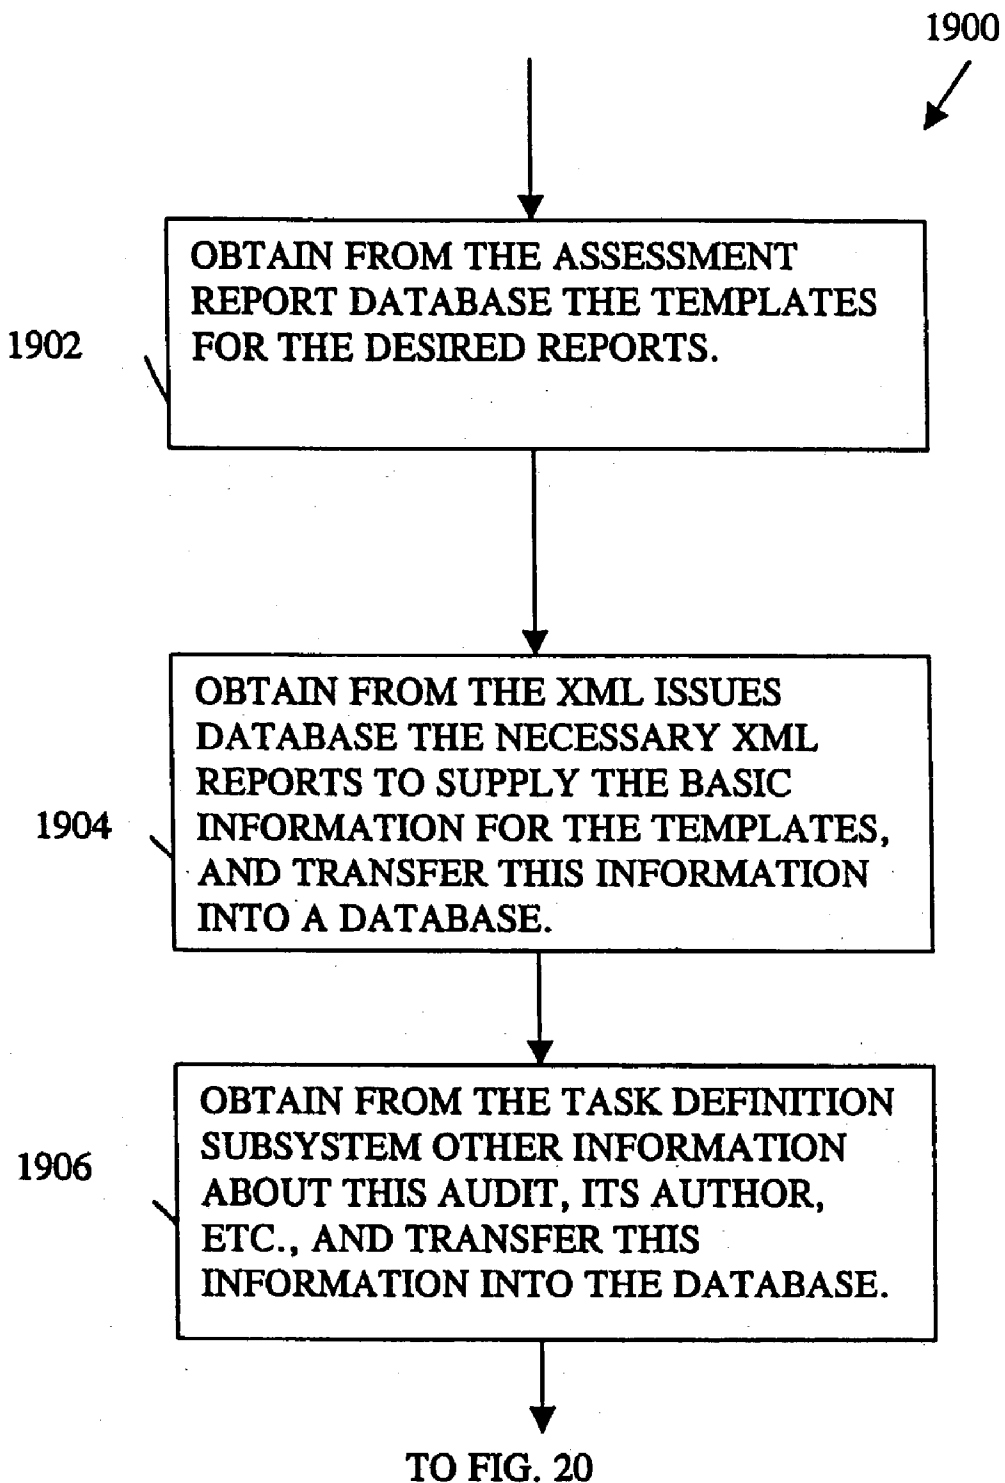 1900
OBTAIN FROM THE ASSESSMENT
REPORT DATABASE THE TEMPLATES
FOR THE DESIRED REPORTS.
1902
OBTAIN FROM THE XML ISSUES
DATABASE THE NECESSARY XML
REPORTS TO SUPPLY THE BASIC
INFORMATION FOR THE TEMPLATES,
AND TRANSFER THIS INFORMATION
INTO A DATABASE.
1904
OBTAIN FROM THE TASK DEFINITION
SUBSYSTEM OTHER INFORMATION
ABOUT THIS AUDIT, ITS AUTHOR,
ETC., AND TRANSFER THIS
INFORMATION INTO THE DATABASE.
1906
TO FIG. 20